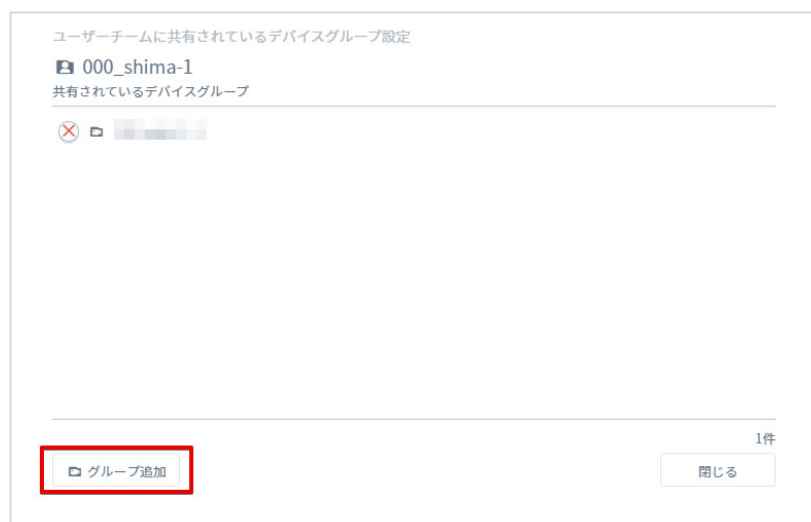 ユーザーチームに共有されているデバイスグループ設定
000_shima-1
共有されているデバイスグループ
1件
グループ追加
閉じる